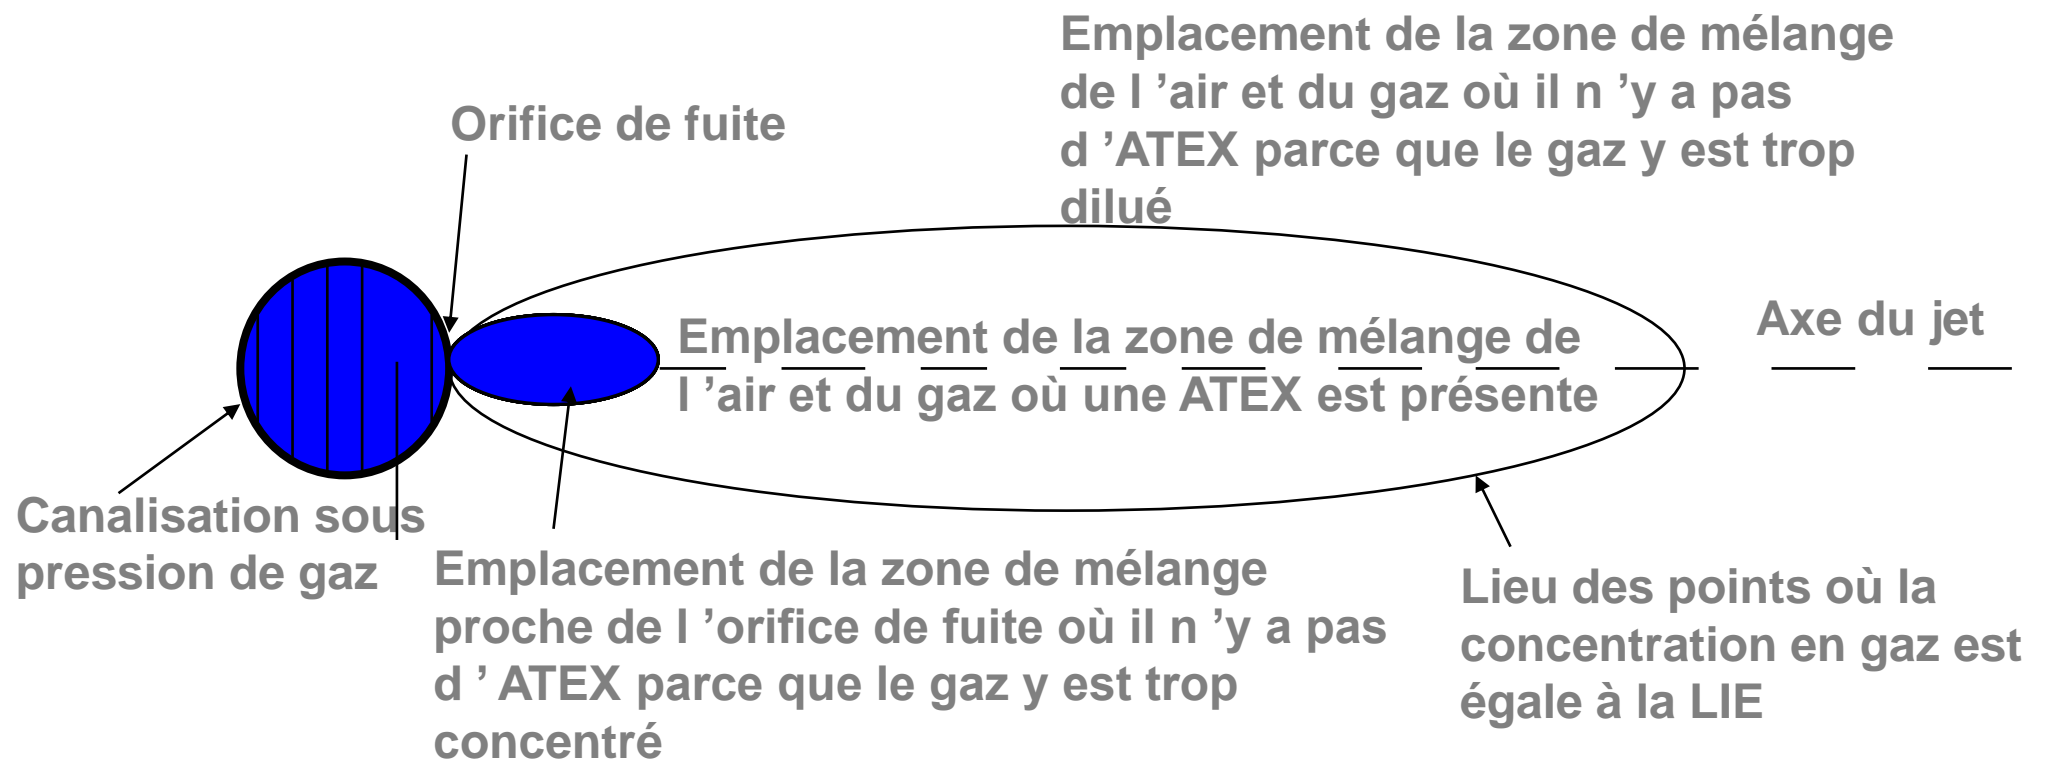 Emplacement de la zone de mélange
de l ’air et du gaz où il n ’y a pas
d ’ATEX parce que le gaz y est trop
dilué
Orifice de fuite
Axe du jet
Emplacement de la zone de mélange de
l ’air et du gaz où une ATEX est présente
Canalisation sous
pression de gaz
Emplacement de la zone de mélange
proche de l ’orifice de fuite où il n ’y a pas
d ’ ATEX parce que le gaz y est trop
concentré
Lieu des points où la
concentration en gaz est
égale à la LIE